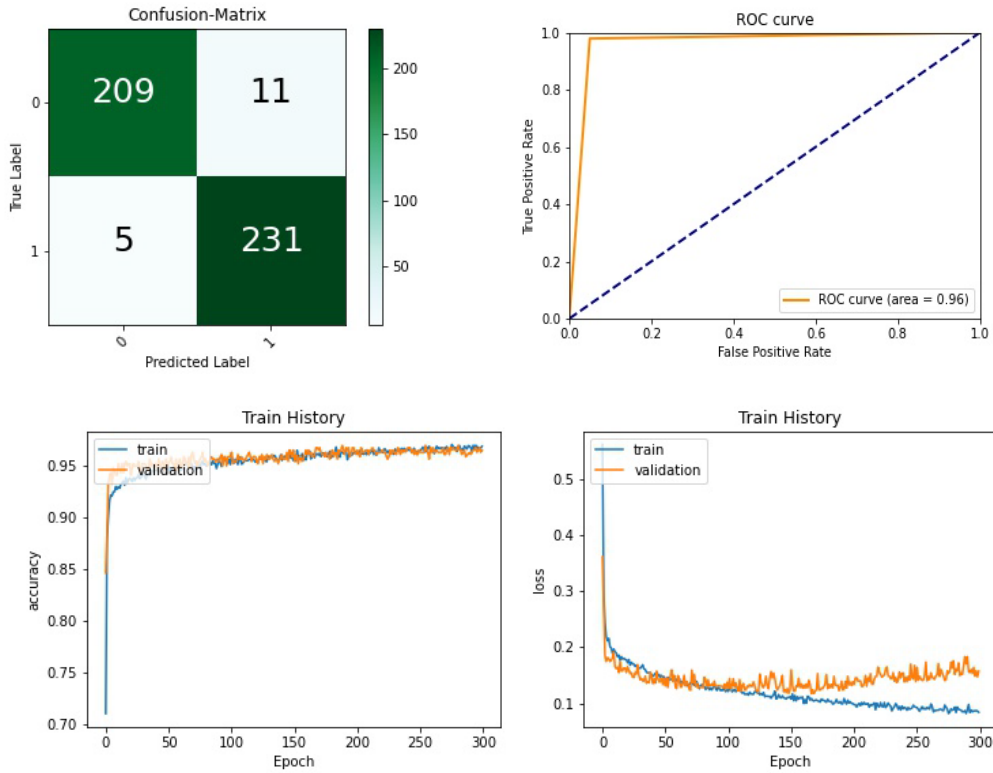 Confusion-Matrix
209 11
5 231
0
1
True Label
0 1
Predicted Label
200
150
100
50
ROC curve
1.0
0.8
0.6
0.4
0.2
0.0
True Positive Rate
ROC curve (area = 0.96)
0.0 0.2 0.4 0.6 0.8 1.0
False Positive Rate
Train History
train
validation
0.95
0.90
0.85
0.80
0.75
0.70
accuracy
0 50 100 150 200 250 300
Epoch
Train History
train
validation
0.5
0.4
0.3
0.2
0.1
loss
0 50 100 150 200 250 300
Epoch